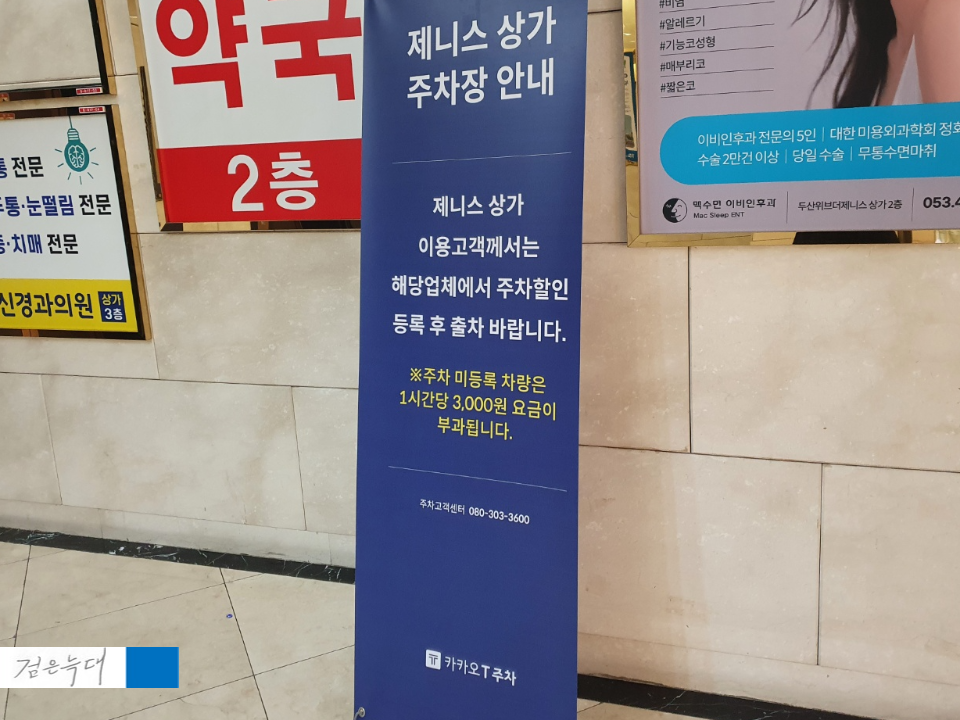 약국
2층
통 전문
두통·눈떨림 전문
증·치매 전문
신경과의원
상가
3층
제니스 상가
주차장 안내
제니스 상가
이용고객께서는
해당업체에서 주차할인
등록 후 출차 바랍니다.
※주차 미등록 차량은
1시간당 3,000원 요금이
부과됩니다.
주차고객센터 080-303-3600
카카오 T 주차
#비염
#알레르기
#기능코성형
#매부리코
#짧은코
이비인후과 전문의 5인 | 대한 미용외과학회 정회
수술 2만건 이상 | 당일 수술 | 무통수면마취
맥수면 이비인후과
Mac Sleep ENT
두산위브더제니스 상가 2층
053.4
검은늑대